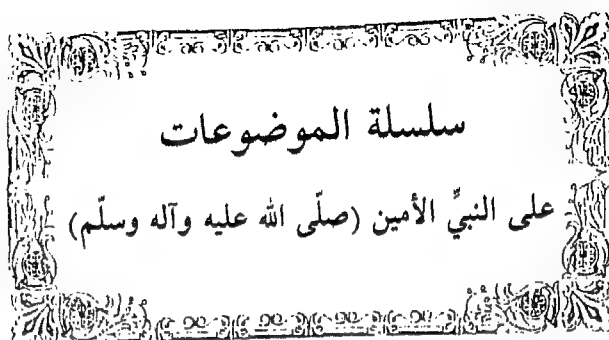 سلسلة الموضوعات
على النبيِّ الأمين (صلّى الله عليه وآله وسلّم)